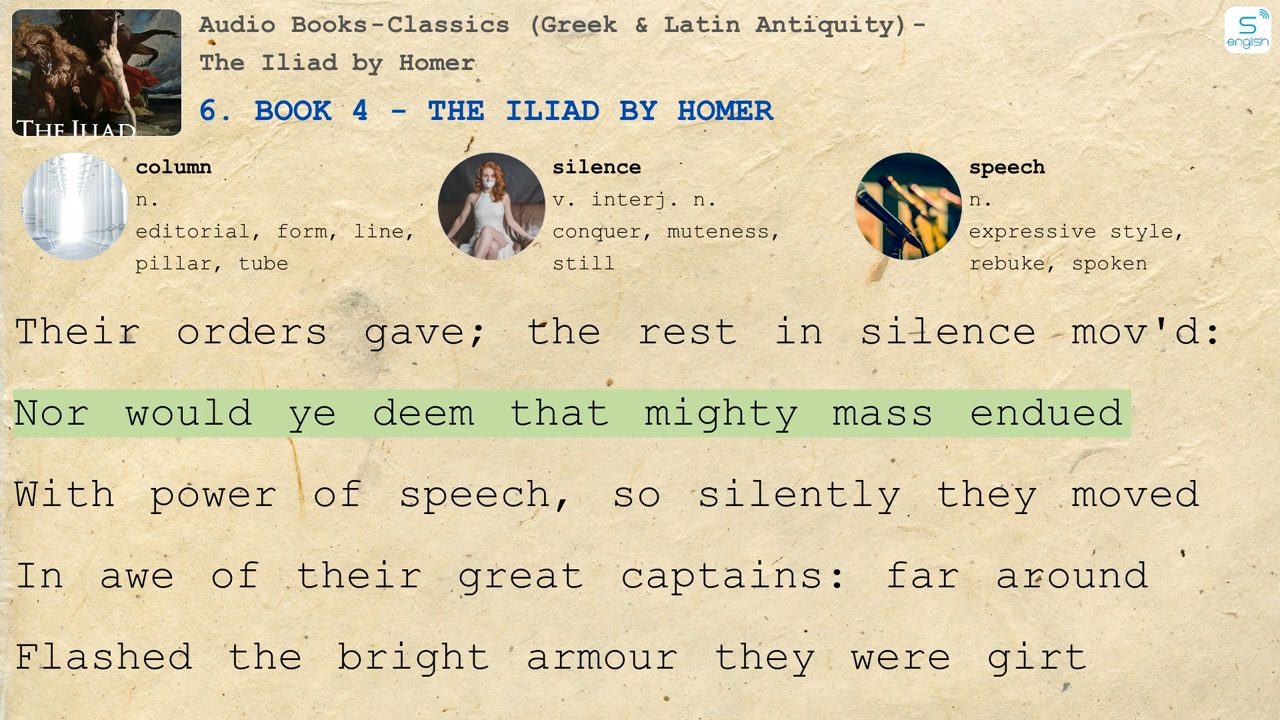 Audio Books-Classics (Greek & Latin Antiquity)-
The Iliad by Homer
6. BOOK 4 - THE ILIAD BY HOMER
THE ILIAD
S
english
column
n.
editorial, form, line,
pillar, tube
silence
v. interj. n.
conquer, muteness,
still
speech
n.
expressive style,
rebuke, spoken
Their orders gave; the rest in silence mov'd:
Nor would ye deem that mighty mass endued
With power of speech, so silently they moved
In awe of their great captains: far around
Flashed the bright armour they were girt